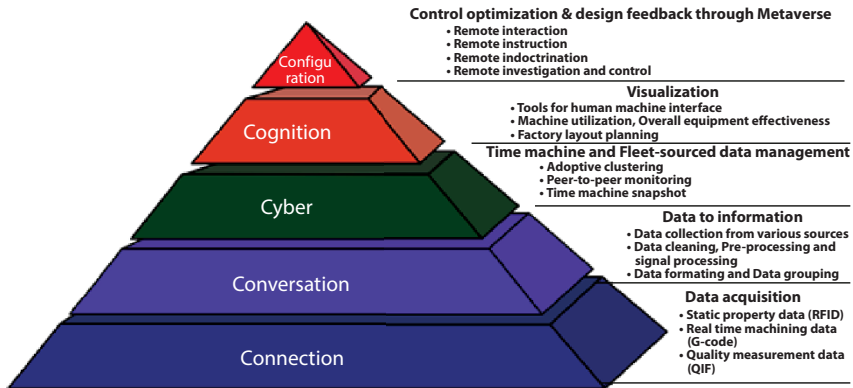 Control optimization & design feedback through Metaverse
• Remote interaction
• Remote instruction
• Remote indoctrination
• Remote investigation and control
Configu
ration
Visualization
• Tools for human machine interface
• Machine utilization, Overall equipment effectiveness
• Factory layout planning
Cognition
Time machine and Fleet-sourced data management
• Adoptive clustering
• Peer-to-peer monitoring
• Time machine snapshot
Cyber
Data to information
• Data collection from various sources
• Data cleaning, Pre-processing and
signal processing
• Data formating and Data grouping
Conversation
Data acquisition
• Static property data (RFID)
• Real time machining data
(G-code)
• Quality measurement data
(QIF)
Connection